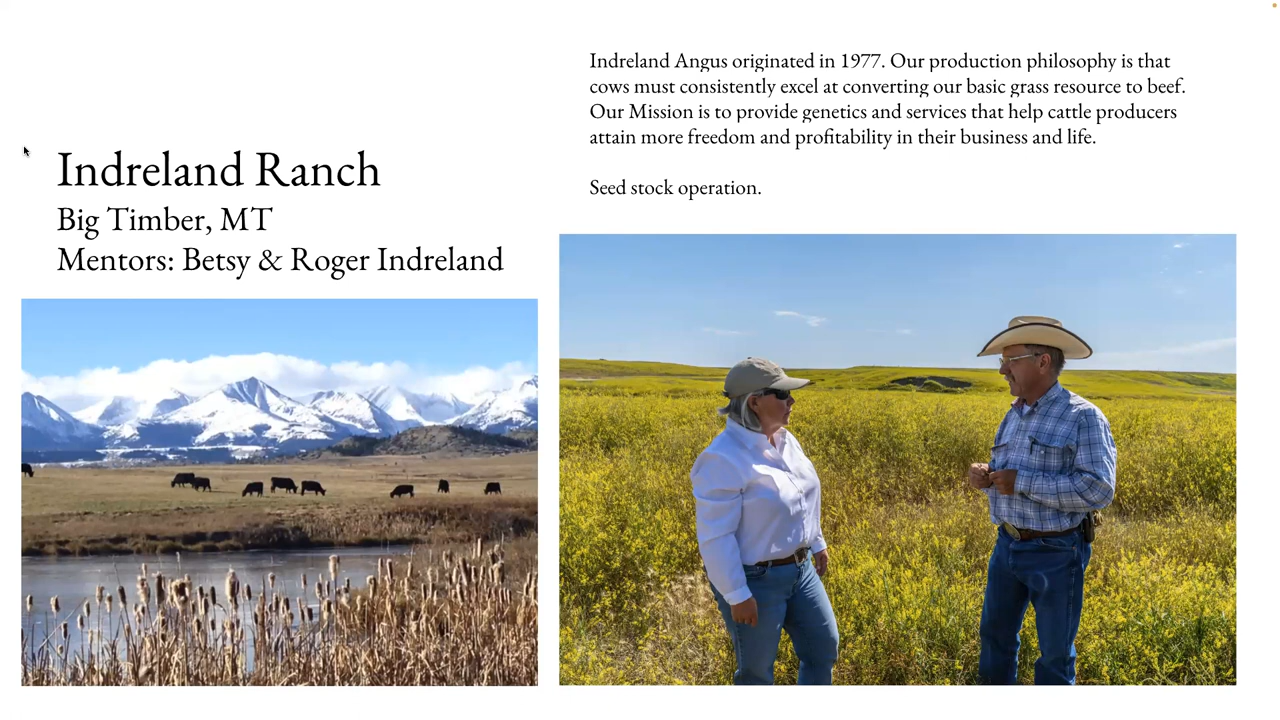 Indreland Ranch
Big Timber, MT
Mentors: Betsy & Roger Indreland
Indreland Angus originated in 1977. Our production philosophy is that
cows must consistently excel at converting our basic grass resource to beef.
Our Mission is to provide genetics and services that help cattle producers
attain more freedom and profitability in their business and life.
Seed stock operation.